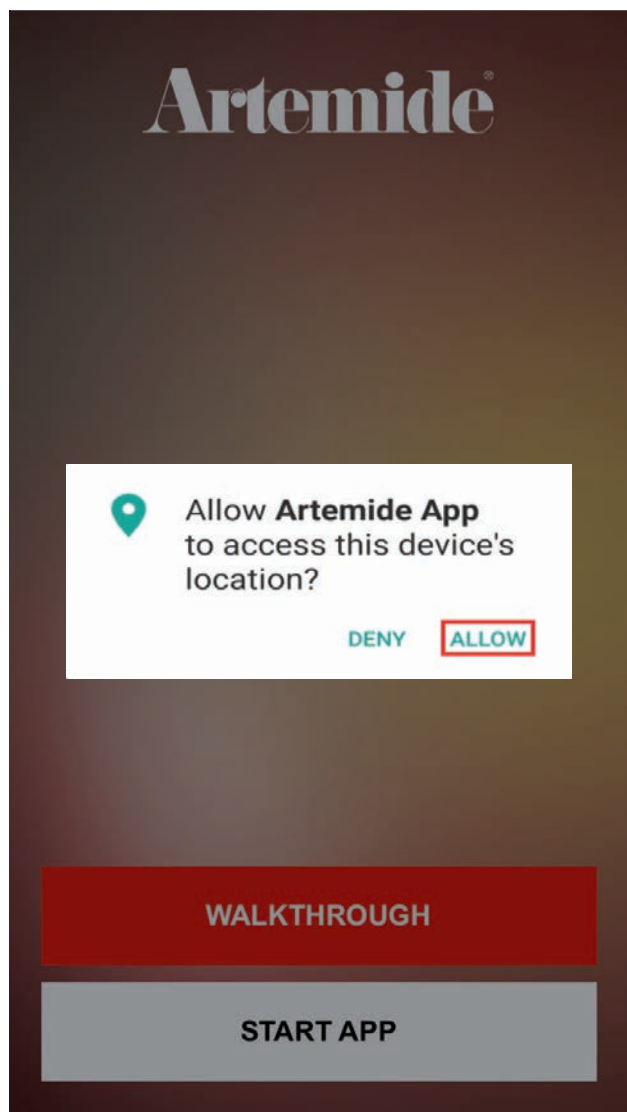 Artemide®
Allow Artemide App
to access this device's
location?
DENY ALLOW
WALKTHROUGH
START APP